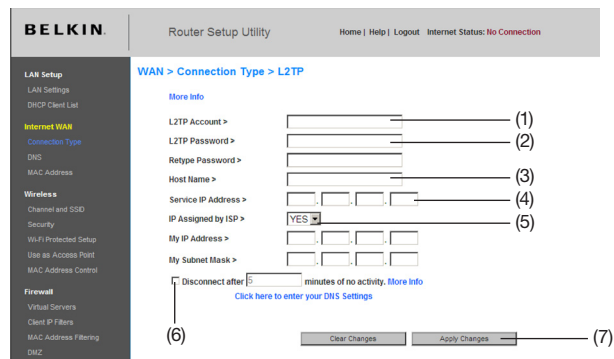 BELKIN.
Router Setup Utility
Home | Help | Logout Internet Status: No Connection
LAN Setup
LAN Settings
DHCP Client List
Internet WAN
Connection Type
DNS
MAC Address
Wireless
Channel and SSID
Security
Wi-Fi Protected Setup
Use as Access Point
MAC Address Control
Firewall
Virtual Servers
Client IP Filters
MAC Address Filtering
DMZ
WAN > Connection Type > L2TP
More Info
L2TP Account > (1)
L2TP Password > (2)
Retype Password >
Host Name > (3)
Service IP Address > . . . (4)
IP Assigned by ISP > YES (5)
My IP Address > . . .
My Subnet Mask > . . .
Disconnect after 5 minutes of no activity. More Info
Click here to enter your DNS Settings
(6)
Clear Changes Apply Changes (7)